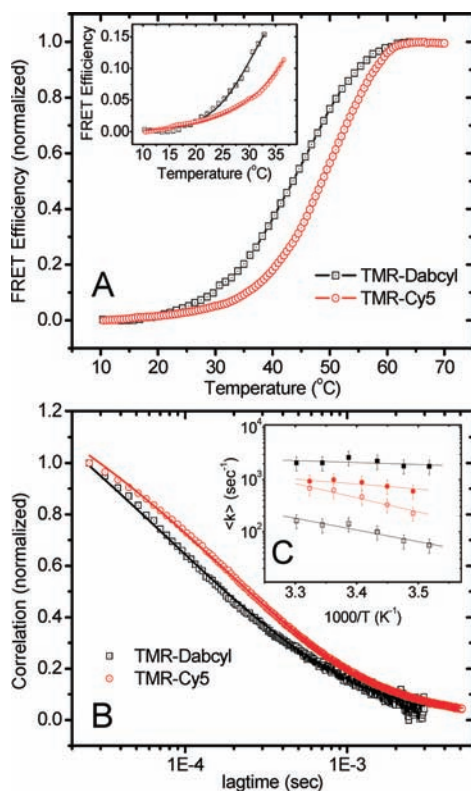 FRET Efficiency (normalized)
1.0
0.8
0.6
0.4
0.2
0.0
FRET Effiiciency
0.15
0.10
0.05
0.00
10 15 20 25 30 35
Temperature (°C)
A
TMR-Dabcyl
TMR-Cy5
10 20 30 40 50 60 70
Temperature (°C)
Correlation (normalized)
1.2
1.0
0.8
0.6
0.4
0.2
0.0
B
TMR-Dabcyl
TMR-Cy5
C
<k> (sec⁻¹)
10³
10²
3.3 3.4 3.5
1000/T (K⁻¹)
1E-4 1E-3
lagtime (sec)